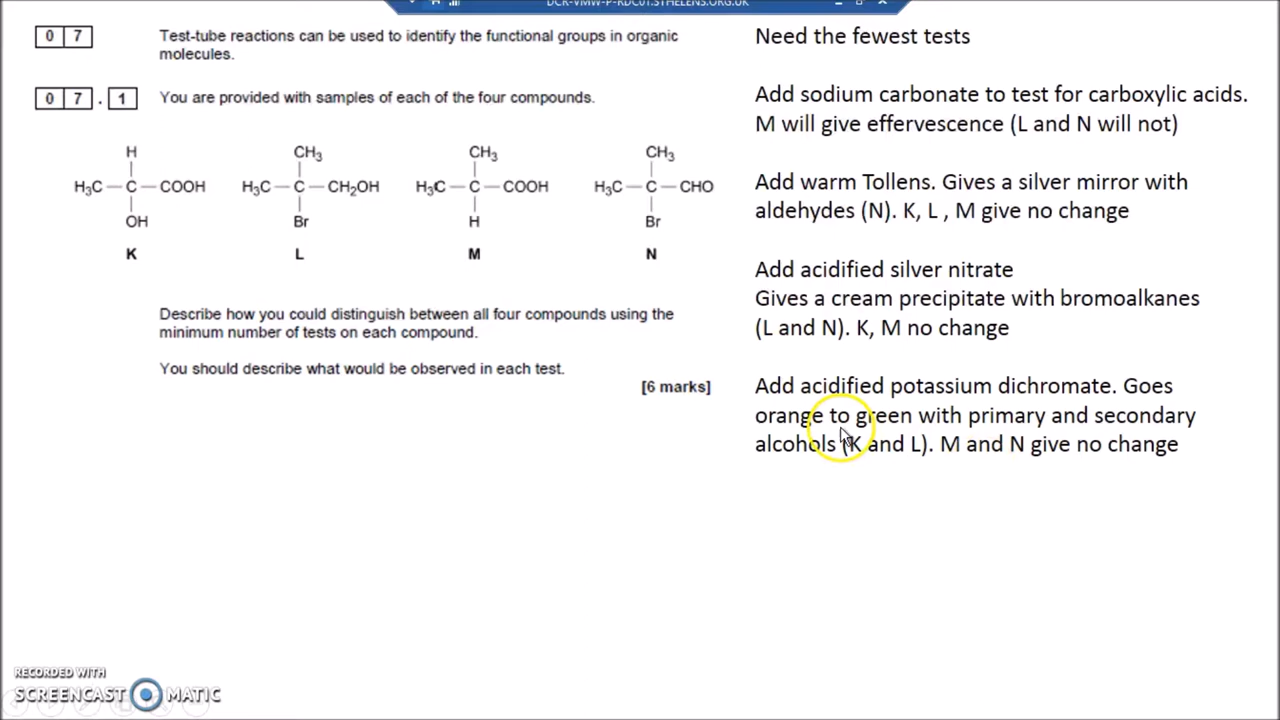 DCR-VMW-P-RDC01.STHELENS.ORG.UK
0 7
Test-tube reactions can be used to identify the functional groups in organic
molecules.
0 7 . 1
You are provided with samples of each of the four compounds.
H
H₃C — C — COOH
OH
K
CH₃
H₃C — C — CH₂OH
Br
L
CH₃
H₃C — C — COOH
H
M
CH₃
H₃C — C — CHO
Br
N
Describe how you could distinguish between all four compounds using the
minimum number of tests on each compound.
You should describe what would be observed in each test.
[6 marks]
Need the fewest tests
Add sodium carbonate to test for carboxylic acids.
M will give effervescence (L and N will not)
Add warm Tollens. Gives a silver mirror with
aldehydes (N). K, L , M give no change
Add acidified silver nitrate
Gives a cream precipitate with bromoalkanes
(L and N). K, M no change
Add acidified potassium dichromate. Goes
orange to green with primary and secondary
alcohols (K and L). M and N give no change
RECORDED WITH
SCREENCAST MATIC